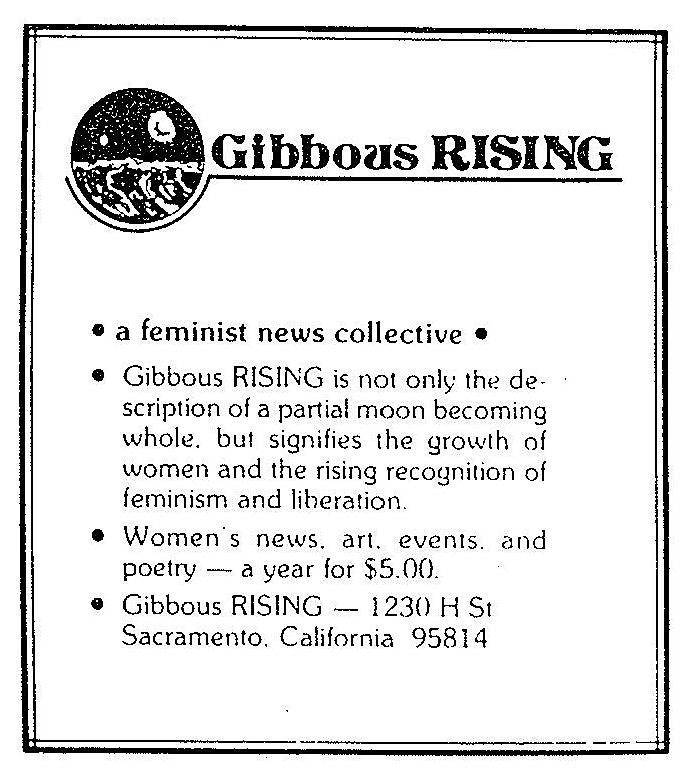 Gibbous RISING
• a feminist news collective •
• Gibbous RISING is not only the de-
scription of a partial moon becoming
whole, but signifies the growth of
women and the rising recognition of
feminism and liberation.
• Women's news, art, events, and
poetry — a year for $5.00.
• Gibbous RISING — 1230 H St
Sacramento, California 95814